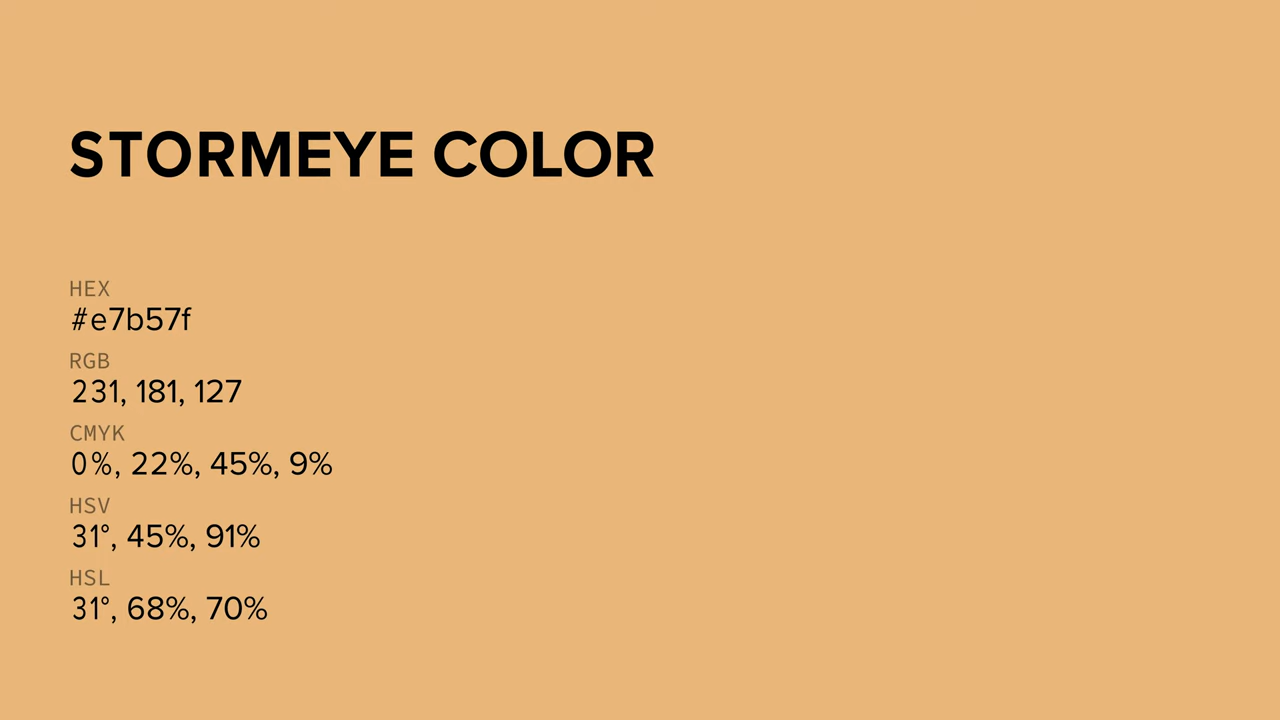 STORMEYE COLOR
HEX
#e7b57f
RGB
231, 181, 127
CMYK
0%, 22%, 45%, 9%
HSV
31°, 45%, 91%
HSL
31°, 68%, 70%